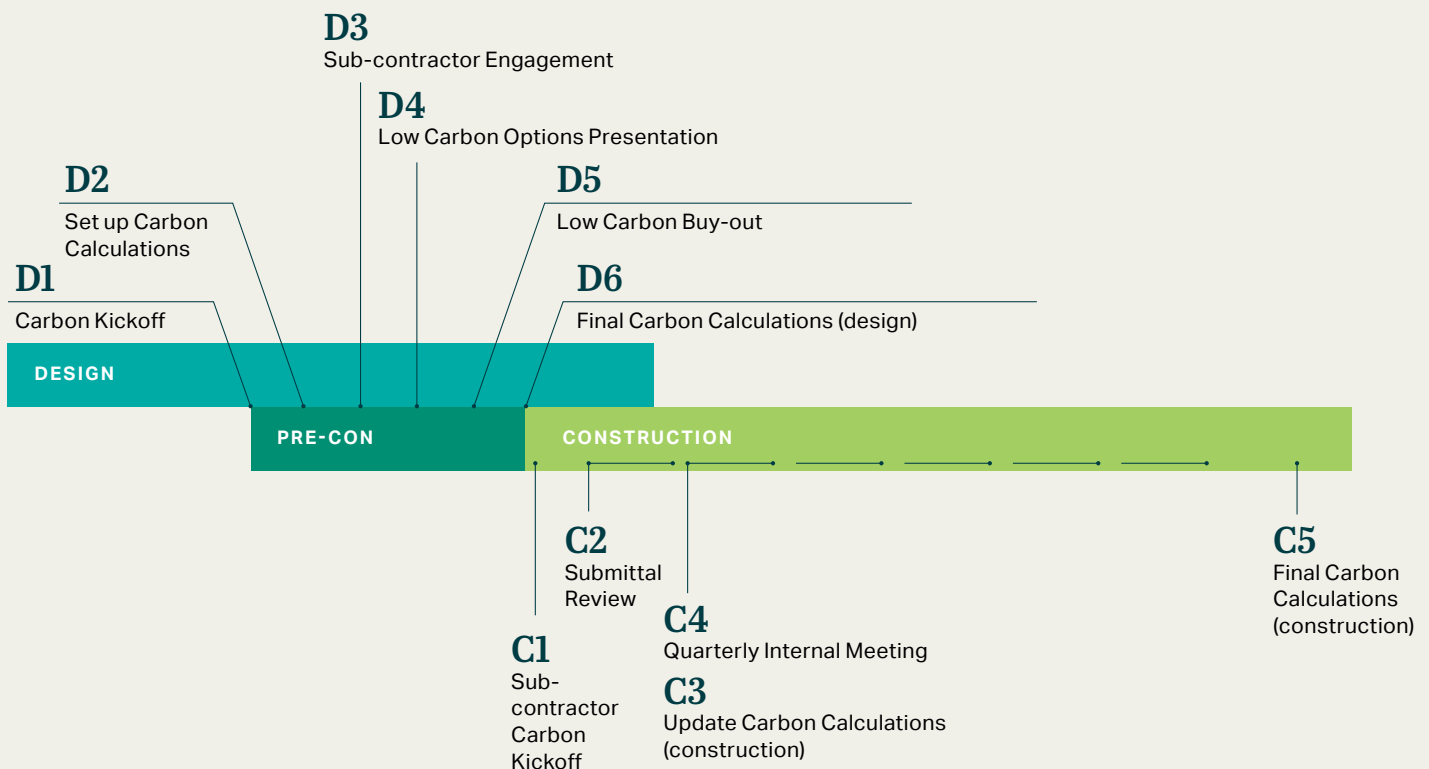 D3
Sub-contractor Engagement
D4
Low Carbon Options Presentation
D2
Set up Carbon
Calculations
D5
Low Carbon Buy-out
D1
Carbon Kickoff
D6
Final Carbon Calculations (design)
DESIGN
PRE-CON
CONSTRUCTION
C2
Submittal
Review
C5
Final Carbon
Calculations
(construction)
C4
Quarterly Internal Meeting
C1
Sub-
contractor
Carbon
Kickoff
C3
Update Carbon Calculations
(construction)